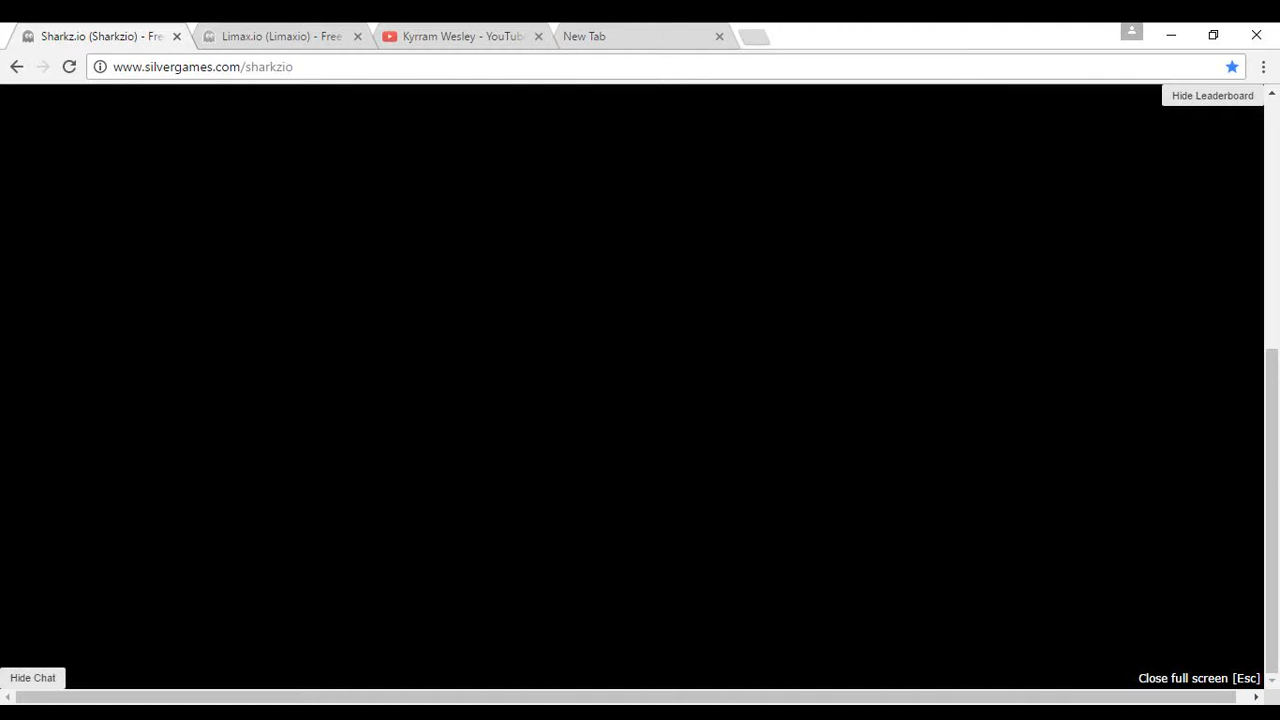 Sharkz.io (Sharkzio) - Fre
Limax.io (Limaxio) - Free
Kyrram Wesley - YouTub
New Tab
www.silvergames.com/sharkzio
Hide Leaderboard
Hide Chat
Close full screen [Esc]